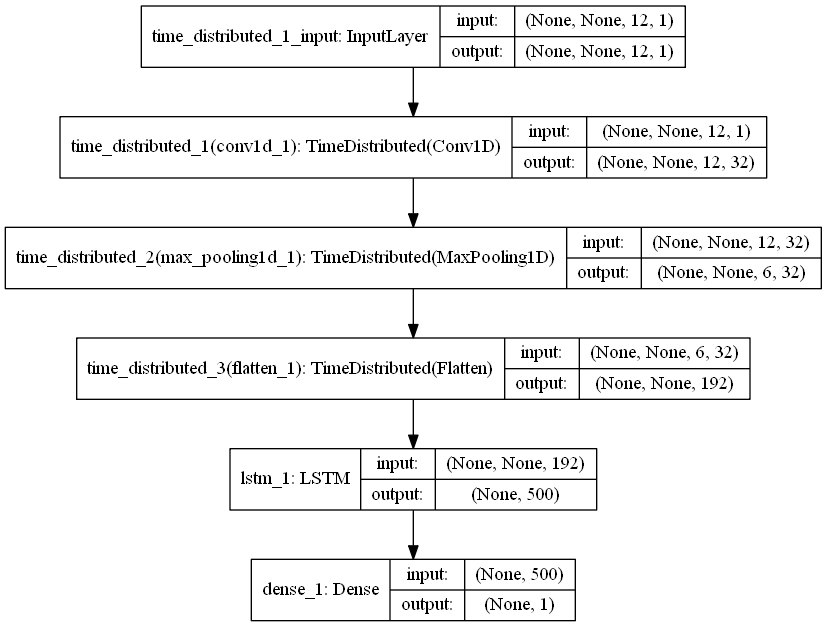 time_distributed_1_input: InputLayer
input: (None, None, 12, 1)
output: (None, None, 12, 1)
time_distributed_1(conv1d_1): TimeDistributed(Conv1D)
input: (None, None, 12, 1)
output: (None, None, 12, 32)
time_distributed_2(max_pooling1d_1): TimeDistributed(MaxPooling1D)
input: (None, None, 12, 32)
output: (None, None, 6, 32)
time_distributed_3(flatten_1): TimeDistributed(Flatten)
input: (None, None, 6, 32)
output: (None, None, 192)
lstm_1: LSTM
input: (None, None, 192)
output: (None, 500)
dense_1: Dense
input: (None, 500)
output: (None, 1)